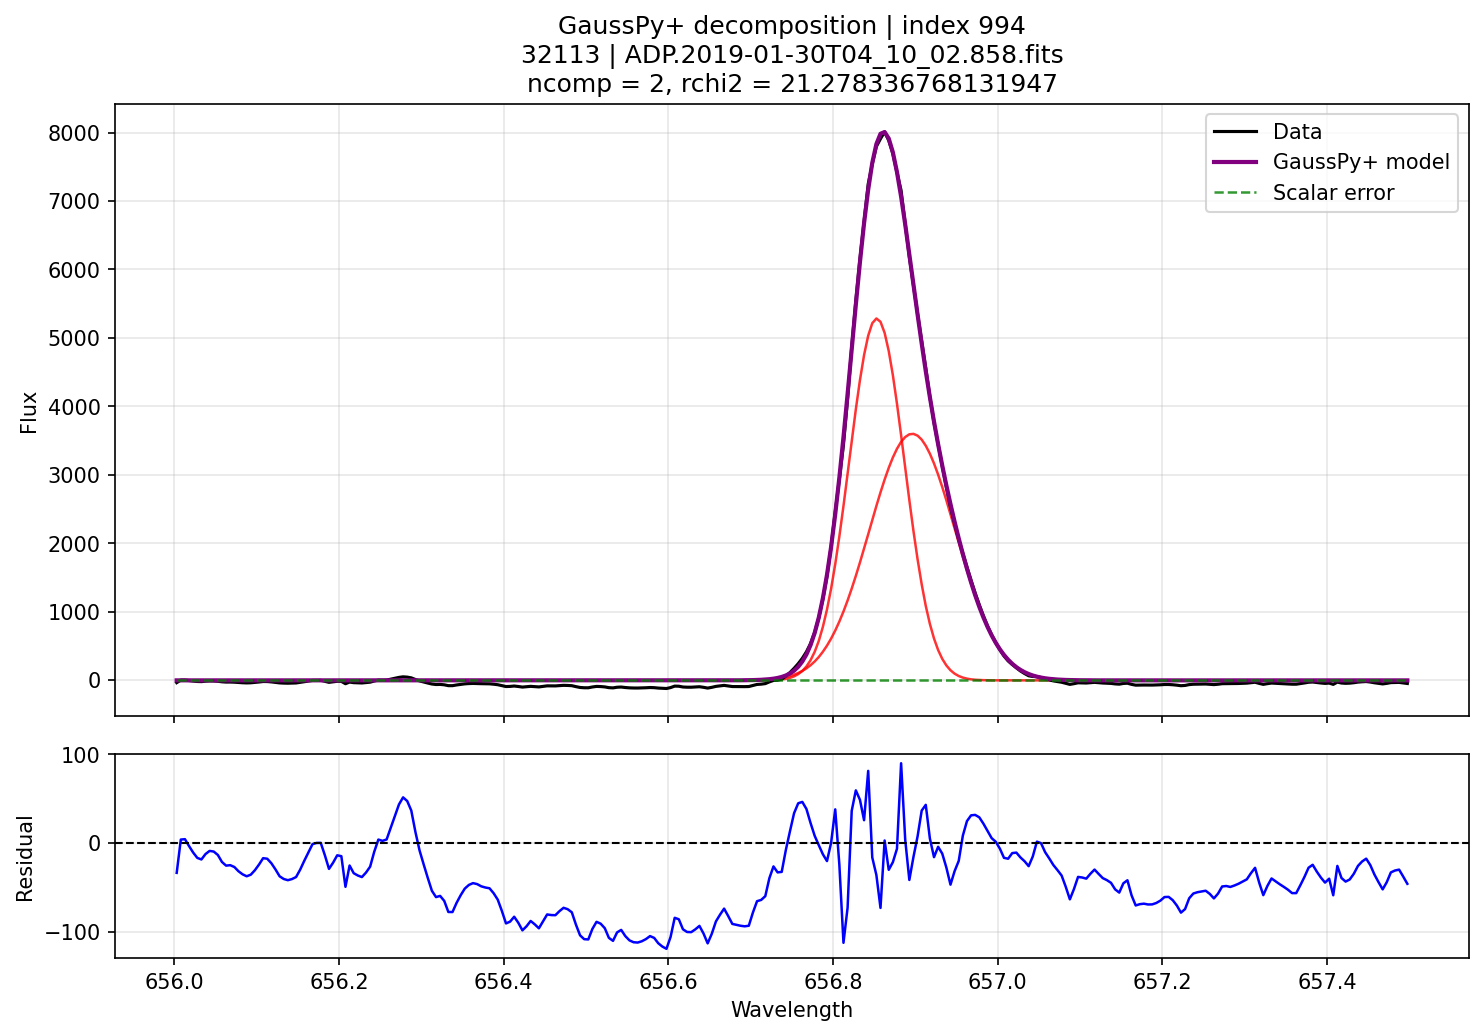 GaussPy+ decomposition | index 994
32113 | ADP.2019-01-30T04_10_02.858.fits
ncomp = 2, rchi2 = 21.278336768131947
Data
GaussPy+ model
Scalar error
8000
7000
6000
5000
4000
3000
2000
1000
0
Flux
100
0
−100
Residual
656.0
656.2
656.4
656.6
656.8
657.0
657.2
657.4
Wavelength